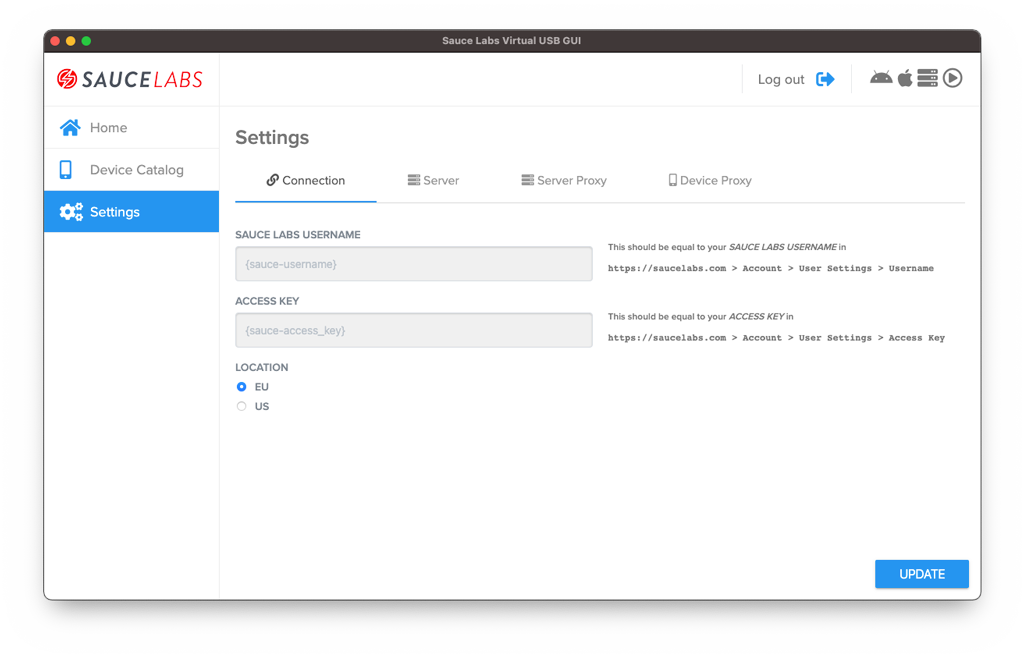 Sauce Labs Virtual USB GUI
SAUCELABS
Log out
Home
Device Catalog
Settings
Settings
Connection
Server
Server Proxy
Device Proxy
SAUCE LABS USERNAME
{sauce-username}
This should be equal to your SAUCE LABS USERNAME in
https://saucelabs.com > Account > User Settings > Username
ACCESS KEY
{sauce-access_key}
This should be equal to your ACCESS KEY in
https://saucelabs.com > Account > User Settings > Access Key
LOCATION
EU
US
UPDATE